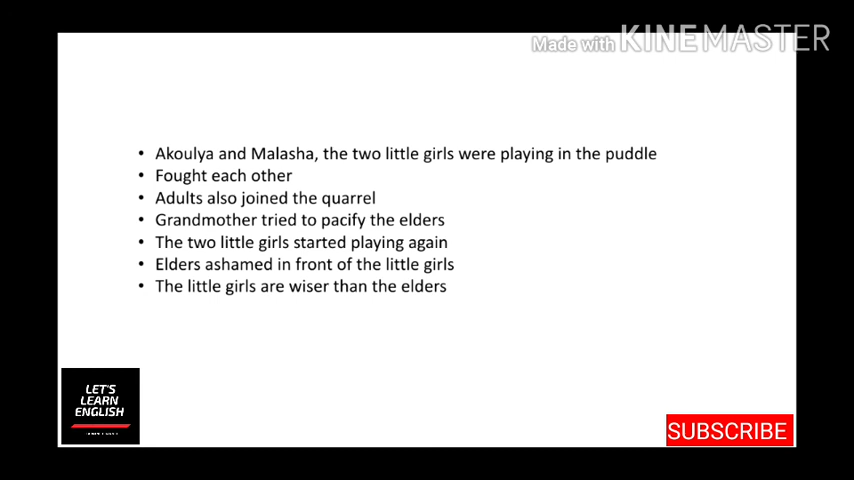 Made with KINEMASTER
• Akoulya and Malasha, the two little girls were playing in the puddle
• Fought each other
• Adults also joined the quarrel
• Grandmother tried to pacify the elders
• The two little girls started playing again
• Elders ashamed in front of the little girls
• The little girls are wiser than the elders
LET'S
LEARN
ENGLISH
SUBSCRIBE